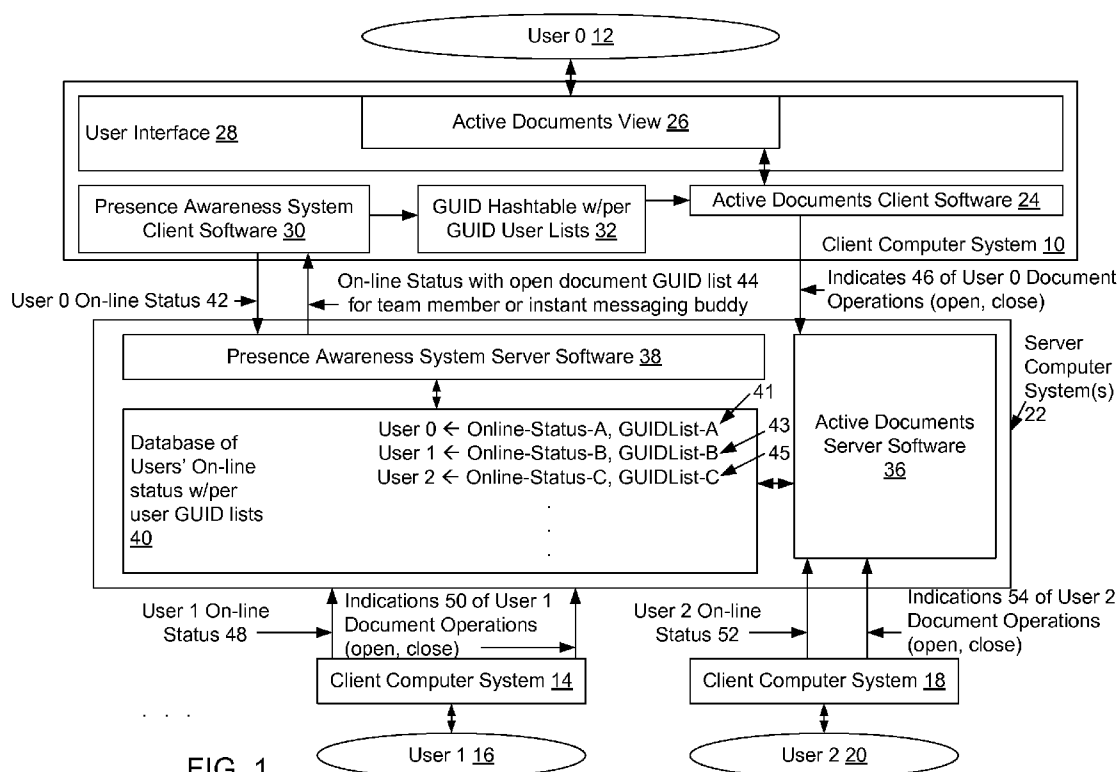 User 0 12
User Interface 28
Active Documents View 26
Presence Awareness System
Client Software 30
GUID Hashtable w/per
GUID User Lists 32
Active Documents Client Software 24
Client Computer System 10
User 0 On-line Status 42
On-line Status with open document GUID list 44
for team member or instant messaging buddy
Indicates 46 of User 0 Document
Operations (open, close)
Presence Awareness System Server Software 38
Server
Computer
System(s)
22
41
Database of
Users' On-line
status w/per
user GUID lists
40
User 0 ← Online-Status-A, GUIDList-A
43
User 1 ← Online-Status-B, GUIDList-B
45
User 2 ← Online-Status-C, GUIDList-C
.
.
.
Active Documents
Server Software
36
User 1 On-line
Status 48
Indications 50 of User 1
Document Operations
(open, close)
User 2 On-line
Status 52
Indications 54 of User 2
Document Operations
(open, close)
Client Computer System 14
Client Computer System 18
. . .
User 1 16
User 2 20
FIG. 1